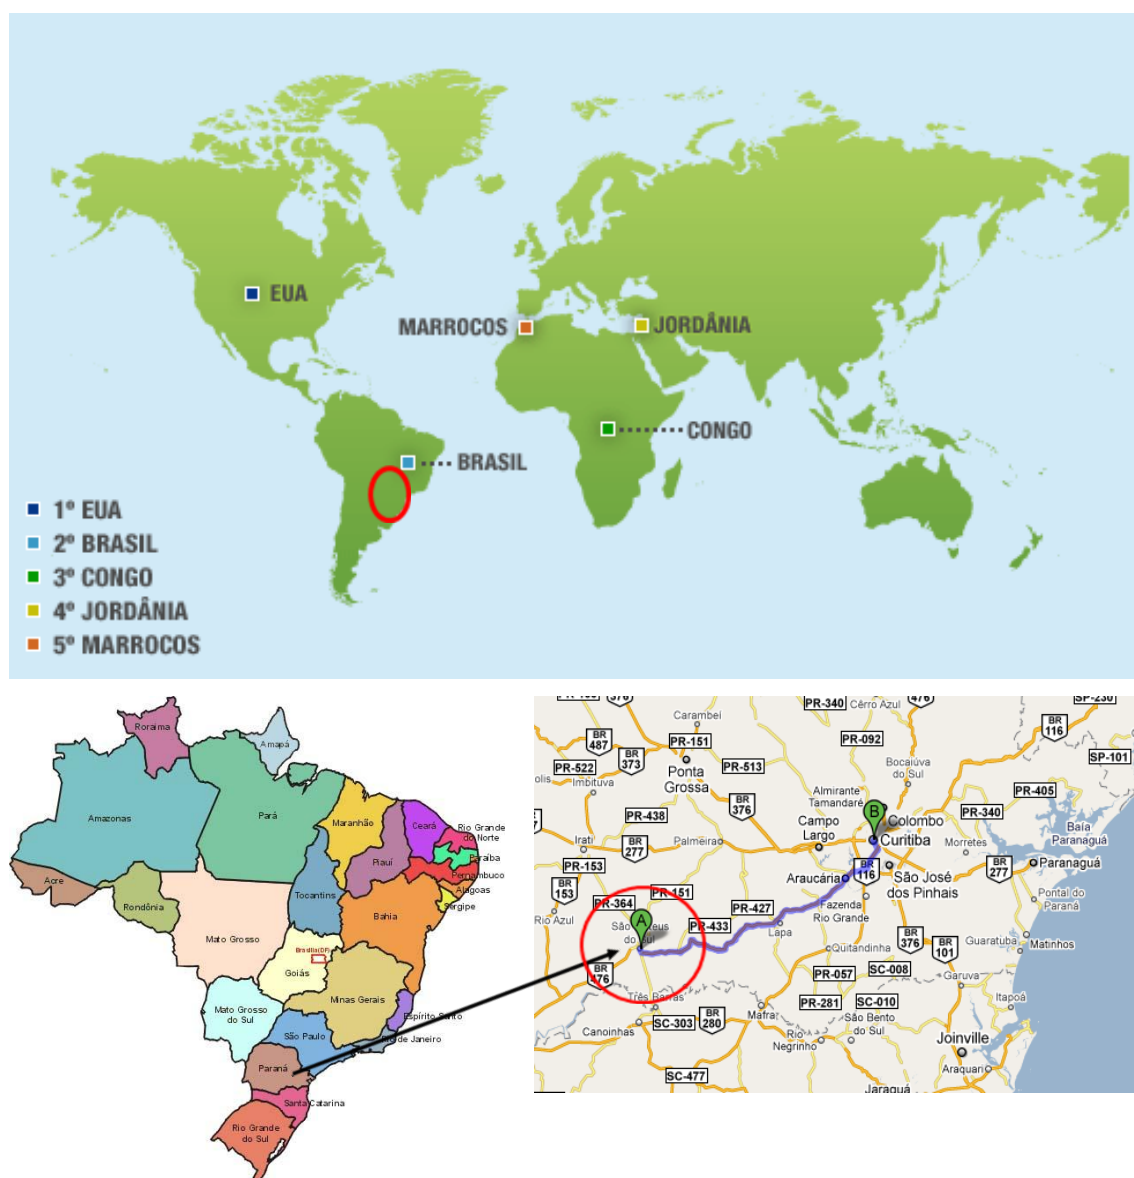 EUA
MARROCOS
JORDÂNIA
CONGO
BRASIL
1º EUA
2º BRASIL
3º CONGO
4º JORDÂNIA
5º MARROCOS
Roraima
Amapá
Amazonas
Pará
Maranhão
Ceará
Rio Grande
do Norte
Paraíba
Piauí
Pernambuco
Acre
Alagoas
Tocantins
Sergipe
Rondônia
Bahia
Mato Grosso
Brasília(DF)
Goiás
Minas Gerais
Mato Grosso
do Sul
Espírito Santo
São Paulo
Rio de Janeiro
Paraná
Santa Catarina
Rio Grande
do Sul
376
PR-340
476
Cêrro Azul
SP-230
Carambeí
BR
116
BR
487
PR-151
PR-092
BR
373
SP-101
PR-522
Ponta
Grossa
PR-513
Bocaiúva
do Sul
Imbituva
Almirante
Tamandaré
PR-405
BR
376
B
PR-340
PR-438
Campo
Largo
Colombo
Baía
Paranaguá
Irati
BR
277
Palmeira
Curitiba
Morretes
PR-153
BR
116
BR
277
Paranaguá
Araucária
São José
dos Pinhais
BR
153
PR-151
PR-364
Fazenda
Rio Grande
Pontal do
Paraná
PR-427
Rio Azul
A
PR-433
Lapa
BR
376
BR
101
Guaratuba
Matinhos
Quitandinha
BR
476
PR-057
SC-008
Garuva
Três Barras
PR-281
SC-010
Itapoá
Mafra
São Bento
do Sul
Canoinhas
SC-303
BR
280
Rio
Negrinho
Joinville
Araquari
SC-477
Jaraguá